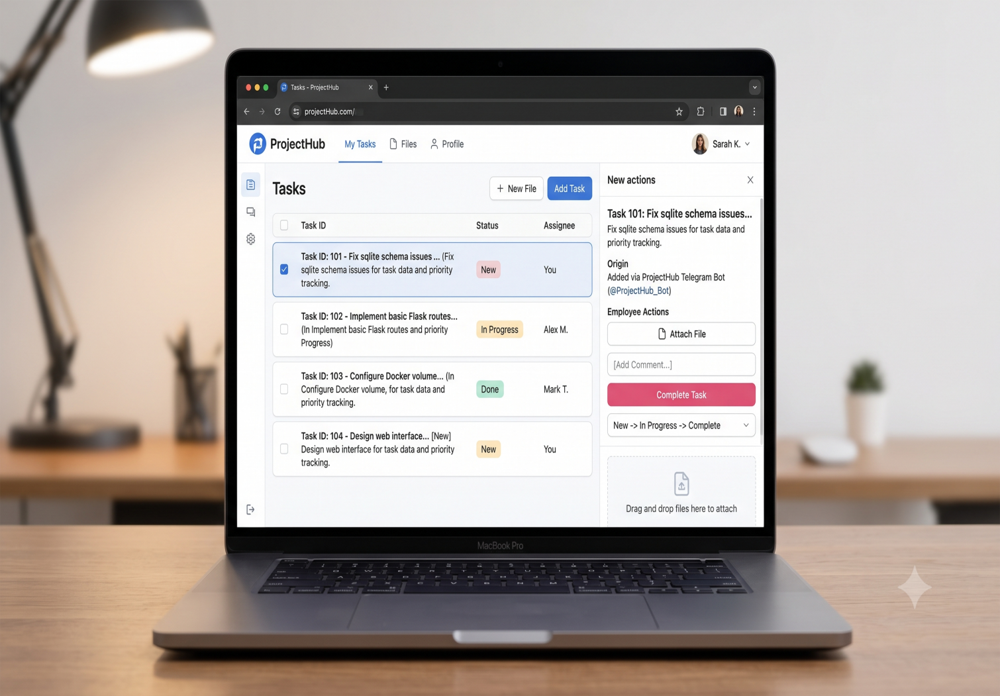 Tasks - ProjectHub
projectHub.com/
ProjectHub
My Tasks
Files
Profile
Sarah K.
Tasks
+ New File
Add Task
Task ID
Status
Assignee
Task ID: 101 - Fix sqlite schema issues ... (Fix
sqlite schema issues for task data and priority
tracking.
New
You
Task ID: 102 - Implement basic Flask routes...
(In Implement basic Flask routes and priority
Progress)
In Progress
Alex M.
Task ID: 103 - Configure Docker volume... (In
Configure Docker volume, for task data and
priority tracking.
Done
Mark T.
Task ID: 104 - Design web interface... [New]
Design web interface for task data and priority
tracking.
New
You
New actions
Task 101: Fix sqlite schema issues...
Fix sqlite schema issues for task data and
priority tracking.
Origin
Added via ProjectHub Telegram Bot
(@ProjectHub_Bot)
Employee Actions
Attach File
[Add Comment...]
Complete Task
New -> In Progress -> Complete
Drag and drop files here to attach
MacBook Pro